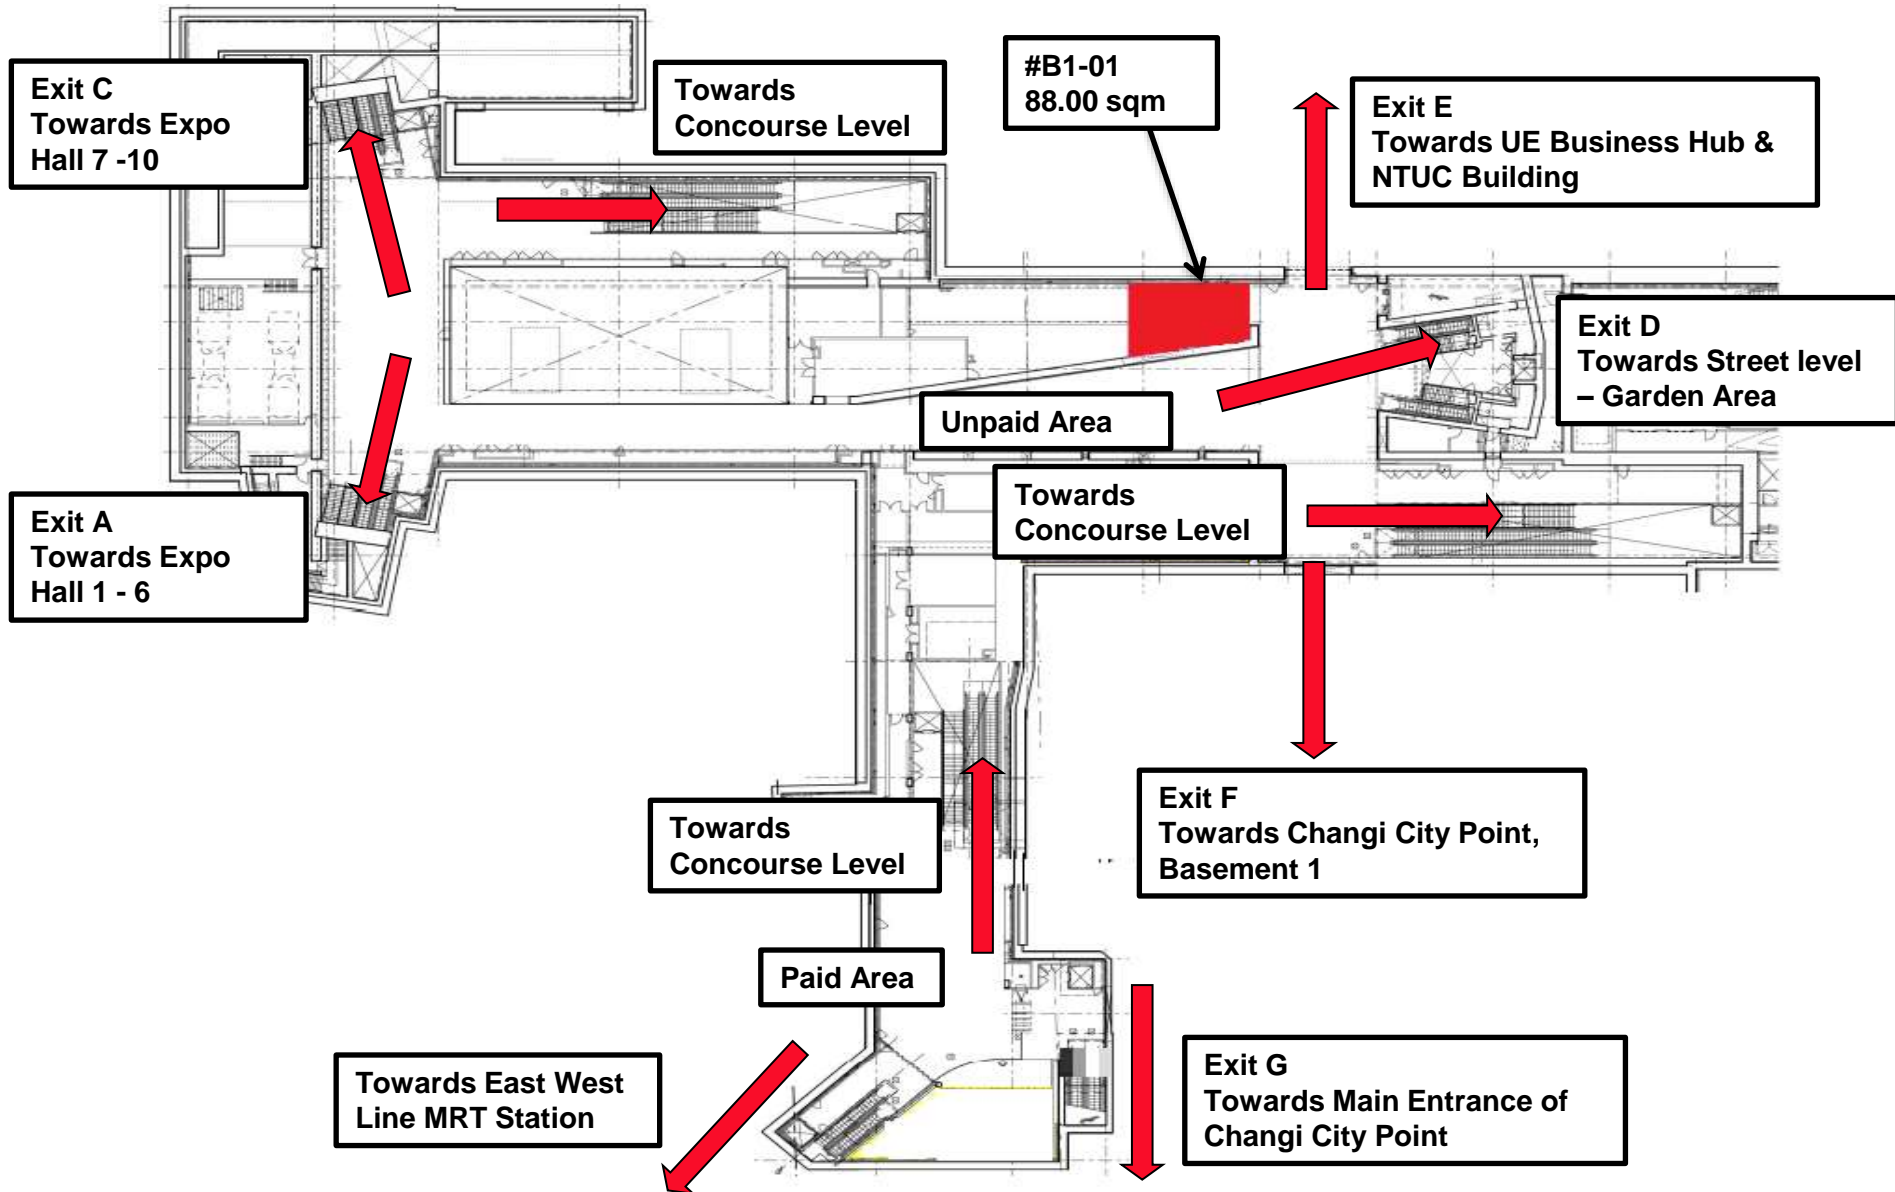 Exit C
Towards Expo
Hall 7 -10
Towards
Concourse Level
#B1-01
88.00 sqm
Exit E
Towards UE Business Hub &
NTUC Building
Exit D
Towards Street level
– Garden Area
Unpaid Area
Towards
Concourse Level
Exit A
Towards Expo
Hall 1 - 6
Towards
Concourse Level
Exit F
Towards Changi City Point,
Basement 1
Paid Area
Towards East West
Line MRT Station
Exit G
Towards Main Entrance of
Changi City Point